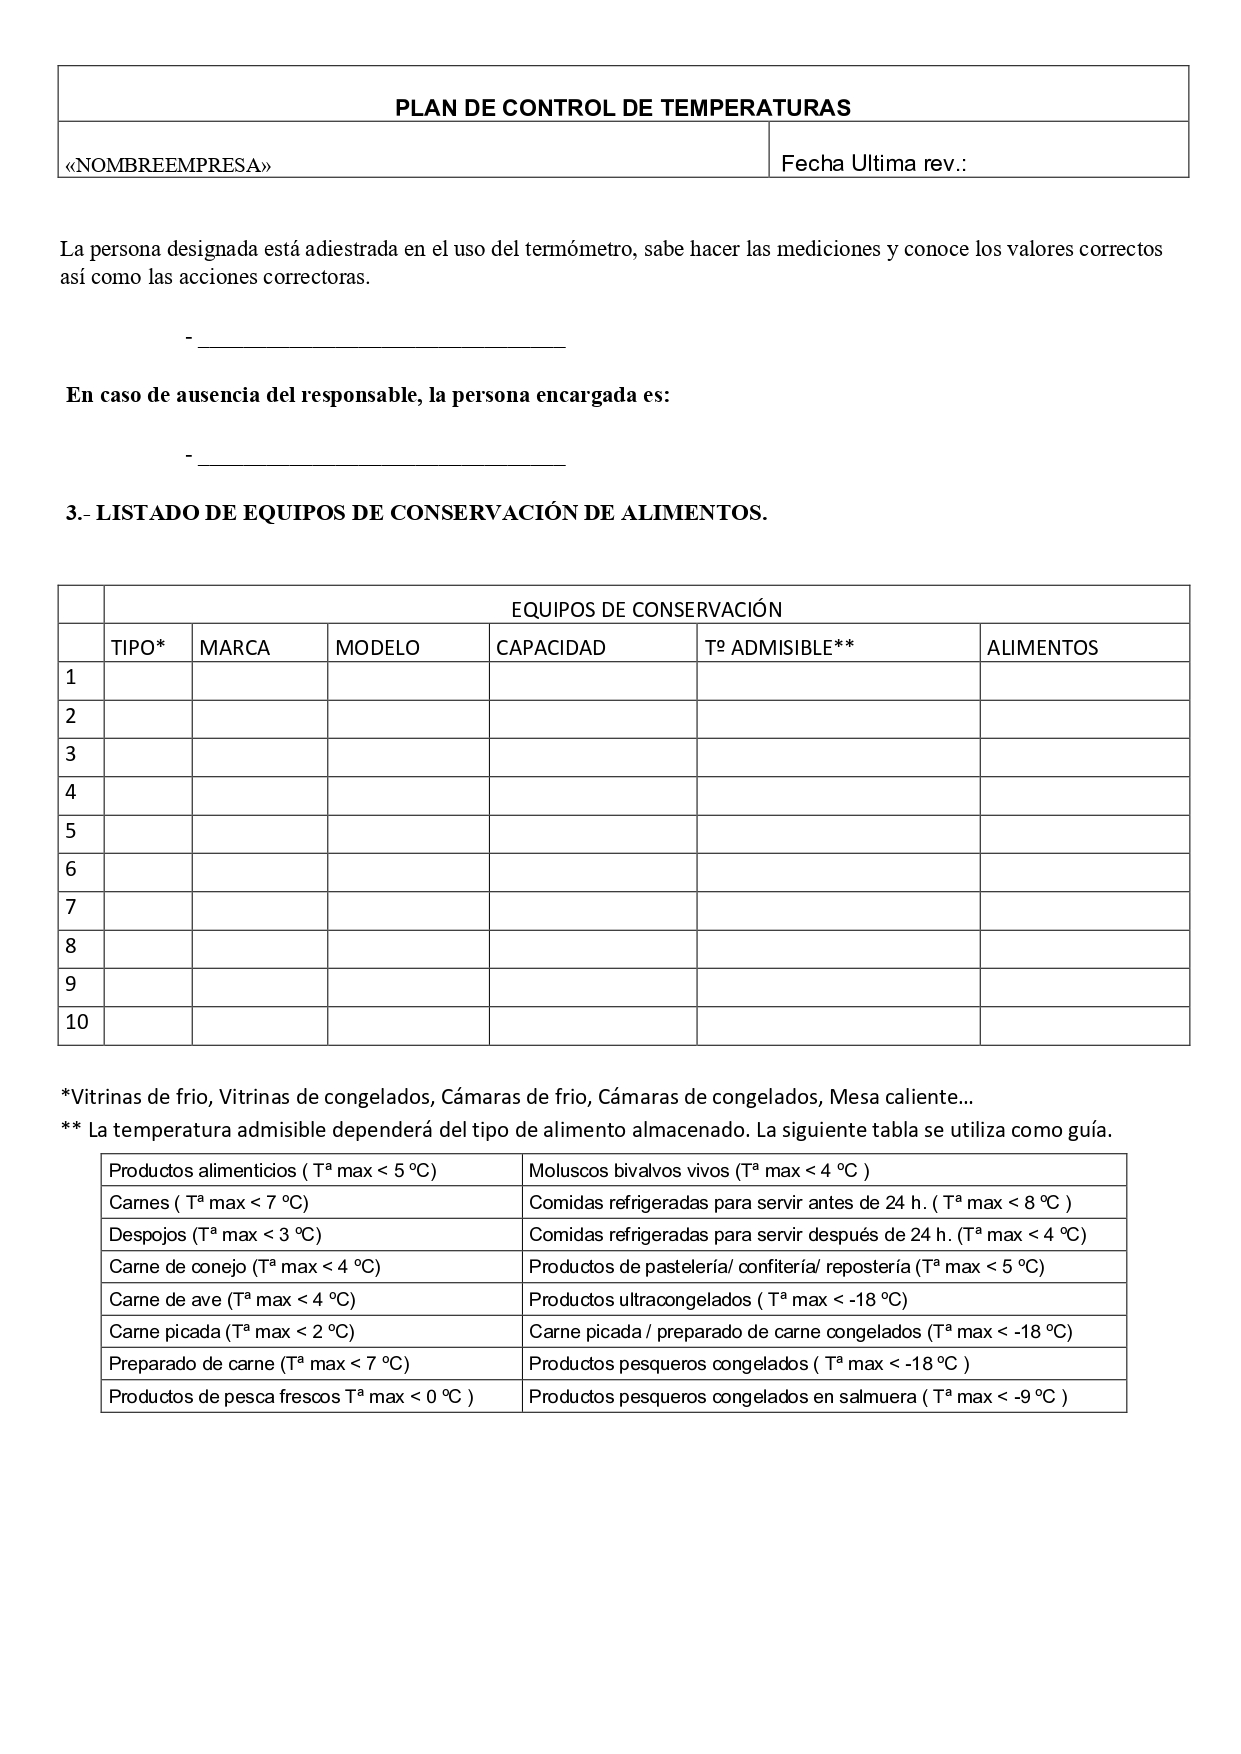 PLAN DE CONTROL DE TEMPERATURAS
«NOMBREEMPRESA» Fecha Ultima rev.:
La persona designada está adiestrada en el uso del termómetro, sabe hacer las mediciones y conoce los valores correctos
así como las acciones correctoras.
- ________________________________
En caso de ausencia del responsable, la persona encargada es:
- ________________________________
3.- LISTADO DE EQUIPOS DE CONSERVACIÓN DE ALIMENTOS.
EQUIPOS DE CONSERVACIÓN
TIPO* MARCA MODELO CAPACIDAD Tº ADMISIBLE** ALIMENTOS
1
2
3
4
5
6
7
8
9
10
*Vitrinas de frio, Vitrinas de congelados, Cámaras de frio, Cámaras de congelados, Mesa caliente…
** La temperatura admisible dependerá del tipo de alimento almacenado. La siguiente tabla se utiliza como guía.
Productos alimenticios ( Tª max < 5 ºC) Moluscos bivalvos vivos (Tª max < 4 ºC )
Carnes ( Tª max < 7 ºC) Comidas refrigeradas para servir antes de 24 h. ( Tª max < 8 ºC )
Despojos (Tª max < 3 ºC) Comidas refrigeradas para servir después de 24 h. (Tª max < 4 ºC)
Carne de conejo (Tª max < 4 ºC) Productos de pastelería/ confitería/ repostería (Tª max < 5 ºC)
Carne de ave (Tª max < 4 ºC) Productos ultracongelados ( Tª max < -18 ºC)
Carne picada (Tª max < 2 ºC) Carne picada / preparado de carne congelados (Tª max < -18 ºC)
Preparado de carne (Tª max < 7 ºC) Productos pesqueros congelados ( Tª max < -18 ºC )
Productos de pesca frescos Tª max < 0 ºC ) Productos pesqueros congelados en salmuera ( Tª max < -9 ºC )